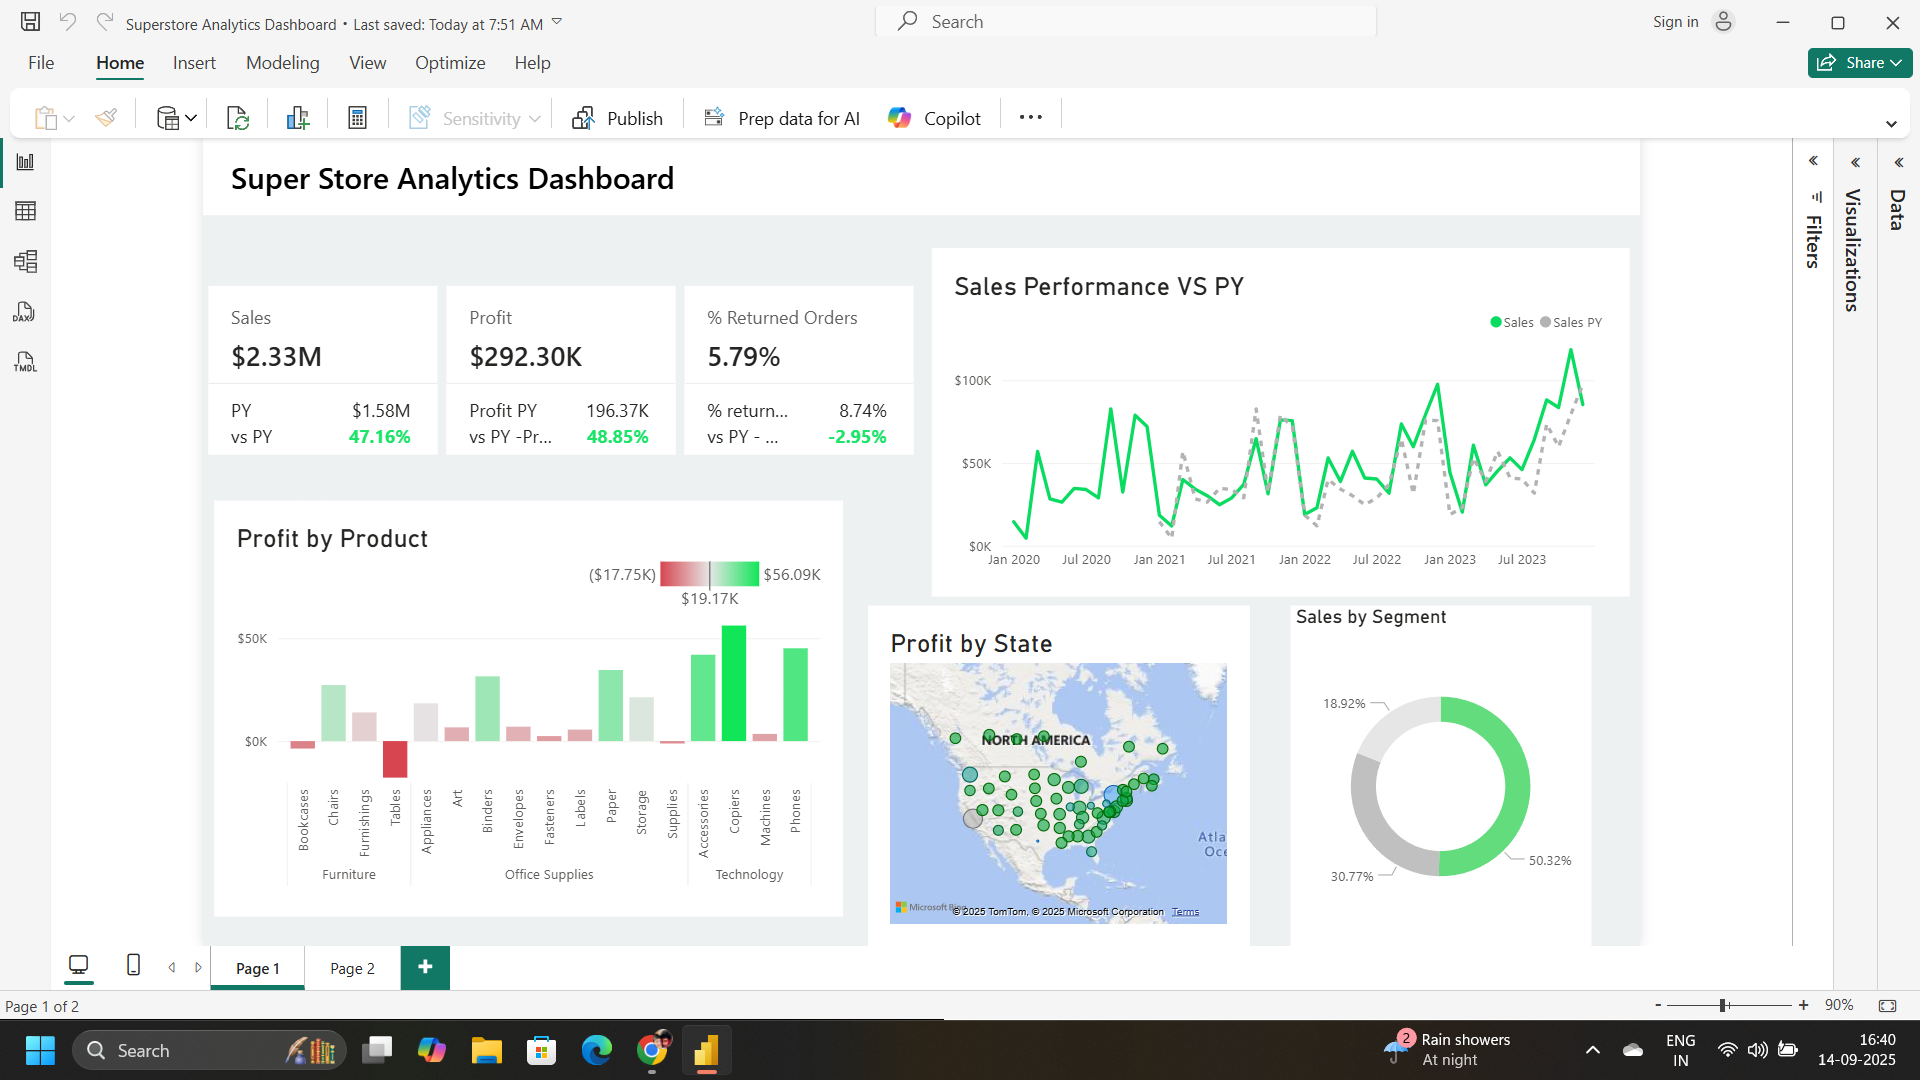 Superstore Analytics Dashboard • Last saved: Today at 7:51 AM
Search
Sign in
File
Home
Insert
Modeling
View
Optimize
Help
Share
Sensitivity
Publish
Prep data for AI
Copilot
DAX
TMDL
Super Store Analytics Dashboard
Sales
$2.33M
PY $1.58M
vs PY 47.16%
Profit
$292.30K
Profit PY 196.37K
vs PY -Pr... 48.85%
% Returned Orders
5.79%
% return... 8.74%
vs PY - ... -2.95%
Sales Performance VS PY
Sales Sales PY
$100K
$50K
$0K
Jan 2020 Jul 2020 Jan 2021 Jul 2021 Jan 2022 Jul 2022 Jan 2023 Jul 2023
Profit by Product
($17.75K) $56.09K
$19.17K
$50K
$0K
Bookcases
Chairs
Furnishings
Tables
Appliances
Art
Binders
Envelopes
Fasteners
Labels
Paper
Storage
Supplies
Accessories
Copiers
Machines
Phones
Furniture Office Supplies Technology
Profit by State
NORTH AMERICA
Atla
Oce
Microsoft
© 2025 TomTom, © 2025 Microsoft Corporation Terms
Sales by Segment
18.92%
30.77%
50.32%
Filters
Visualizations
Data
Page 1
Page 2
+
Page 1 of 2
- + 90%
Search
2
Rain showers
At night
ENG
IN
16:40
14-09-2025